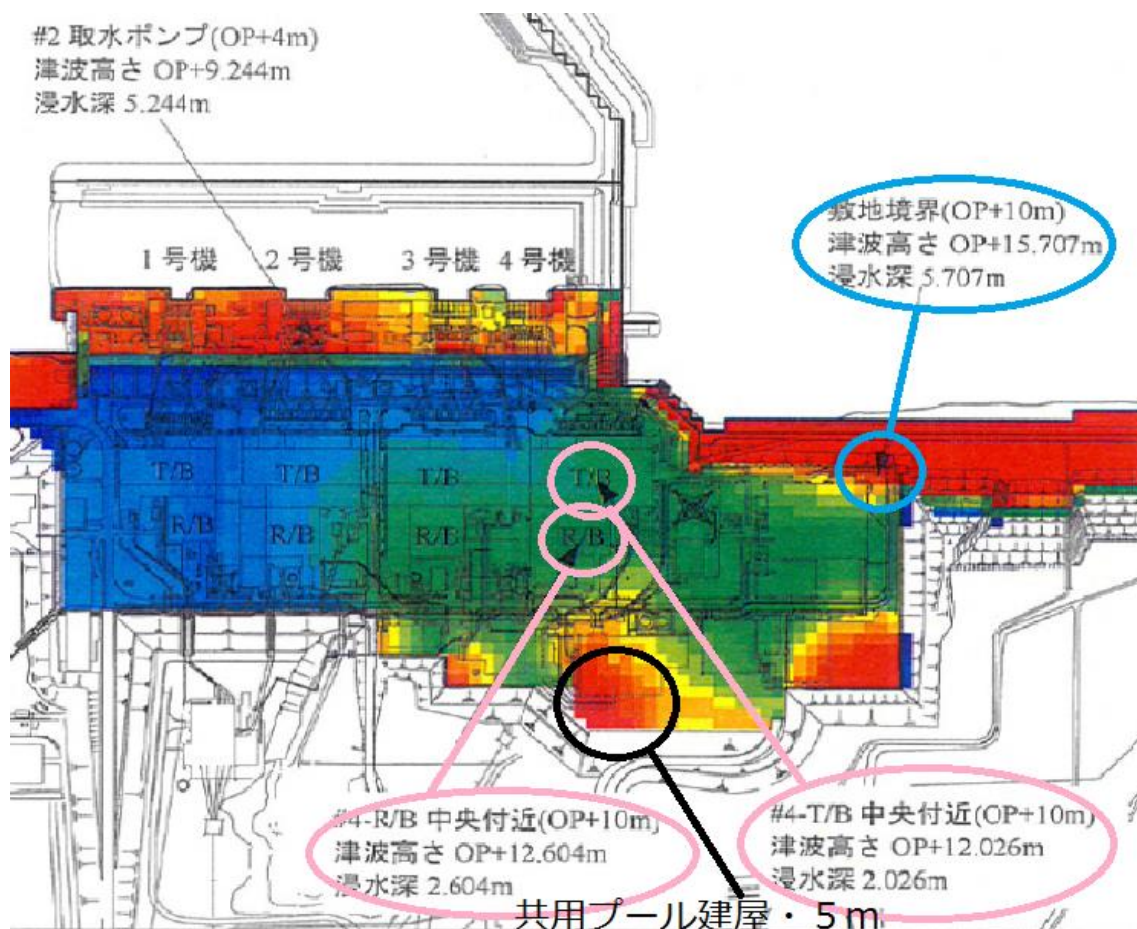 #2 取水ポンプ(OP+4m)
津波高さ OP+9.244m
浸水深 5.244m
敷地境界(OP+10m)
津波高さ OP+15.707m
浸水深 5.707m
1 号機 2 号機 3 号機 4 号機
T/B T/B T/B T/B
R/B R/B R/B R/B
#4-R/B 中央付近(OP+10m)
津波高さ OP+12.604m
浸水深 2.604m
#4-T/B 中央付近(OP+10m)
津波高さ OP+12.026m
浸水深 2.026m
共用プール建屋・５ｍ